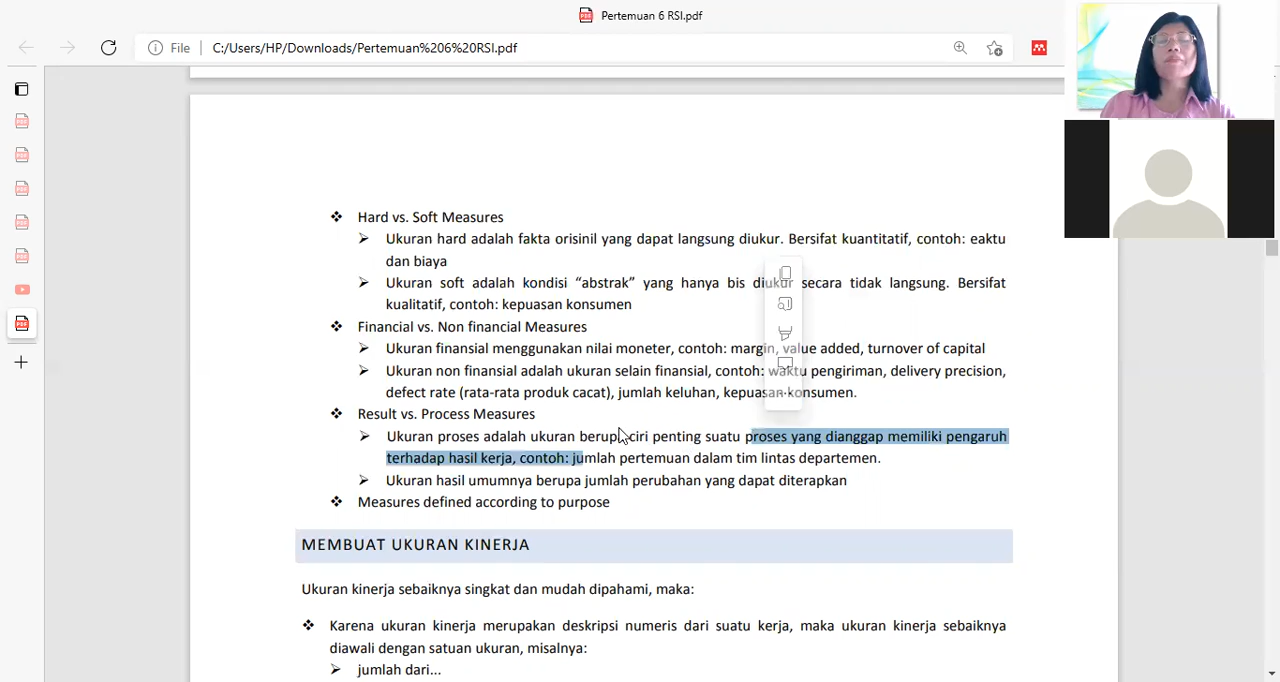 Pertemuan 6 RSI.pdf
File
C:/Users/HP/Downloads/Pertemuan%206%20RSI.pdf
Hard vs. Soft Measures
Ukuran hard adalah fakta orisinil yang dapat langsung diukur. Bersifat kuantitatif, contoh: eaktu
dan biaya
Ukuran soft adalah kondisi “abstrak” yang hanya bis diukur secara tidak langsung. Bersifat
kualitatif, contoh: kepuasan konsumen
Financial vs. Non financial Measures
Ukuran finansial menggunakan nilai moneter, contoh: margin, value added, turnover of capital
Ukuran non finansial adalah ukuran selain finansial, contoh: waktu pengiriman, delivery precision,
defect rate (rata-rata produk cacat), jumlah keluhan, kepuasan konsumen.
Result vs. Process Measures
Ukuran proses adalah ukuran berupa ciri penting suatu proses yang dianggap memiliki pengaruh
terhadap hasil kerja, contoh: jumlah pertemuan dalam tim lintas departemen.
Ukuran hasil umumnya berupa jumlah perubahan yang dapat diterapkan
Measures defined according to purpose
MEMBUAT UKURAN KINERJA
Ukuran kinerja sebaiknya singkat dan mudah dipahami, maka:
Karena ukuran kinerja merupakan deskripsi numeris dari suatu kerja, maka ukuran kinerja sebaiknya
diawali dengan satuan ukuran, misalnya:
jumlah dari...